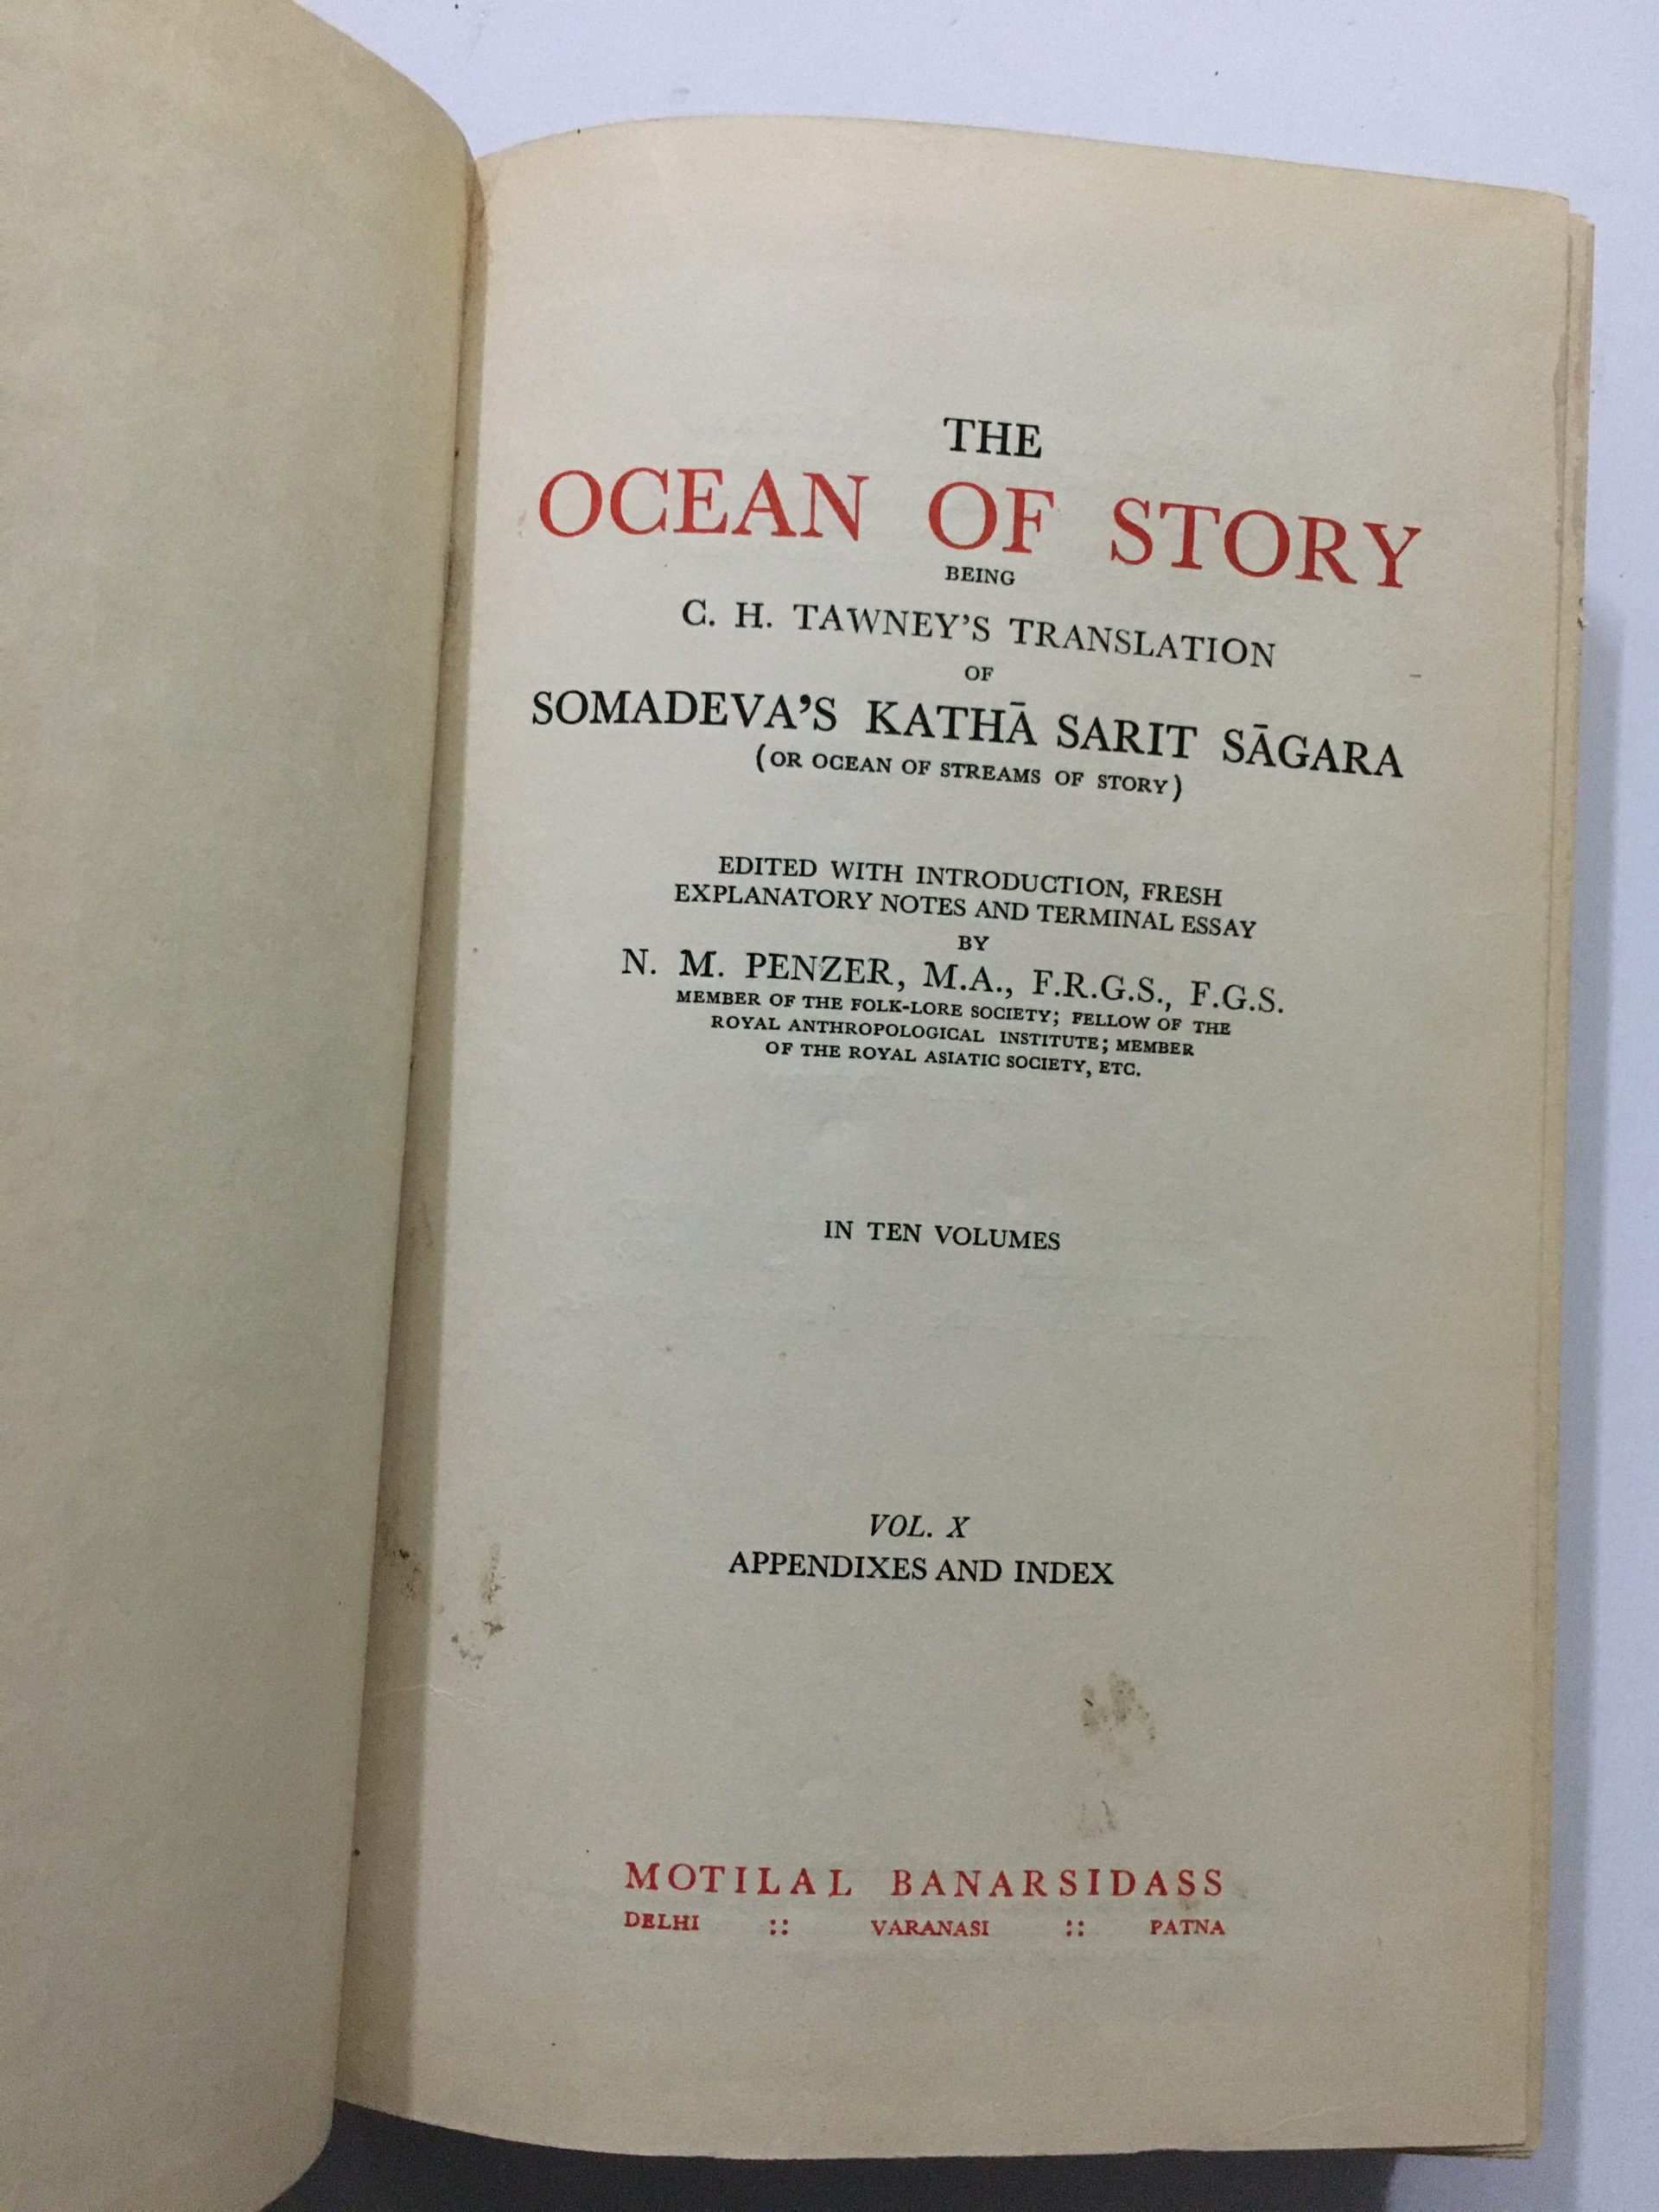 THE
OCEAN OF STORY
BEING
C. H. TAWNEY'S TRANSLATION
OF
SOMADEVA'S KATHĀ SARIT SĀGARA
(OR OCEAN OF STREAMS OF STORY)
EDITED WITH INTRODUCTION, FRESH
EXPLANATORY NOTES AND TERMINAL ESSAY
BY
N. M. PENZER, M.A., F.R.G.S., F.G.S.
MEMBER OF THE FOLK-LORE SOCIETY; FELLOW OF THE
ROYAL ANTHROPOLOGICAL INSTITUTE; MEMBER
OF THE ROYAL ASIATIC SOCIETY, ETC.
IN TEN VOLUMES
VOL. X
APPENDIXES AND INDEX
MOTILAL BANARSIDASS
DELHI :: VARANASI :: PATNA